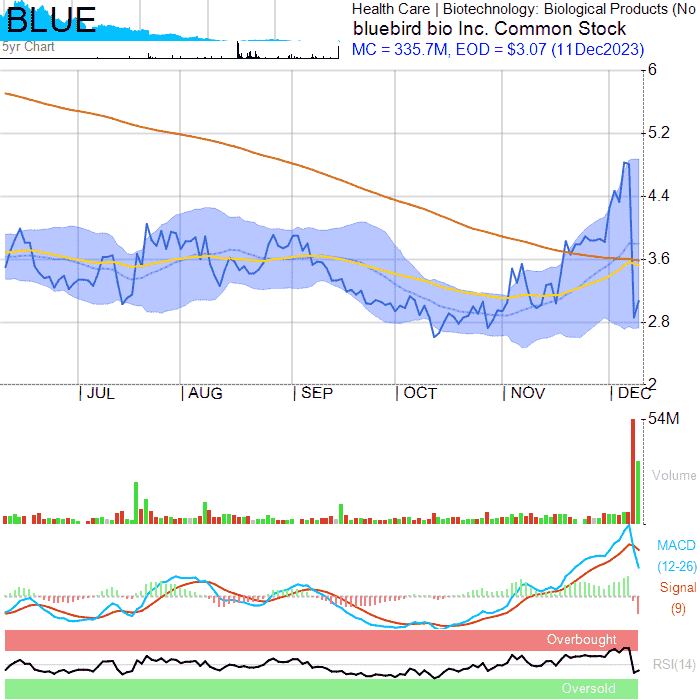 BLUE
5yr Chart
Health Care | Biotechnology: Biological Products (No
bluebird bio Inc. Common Stock
MC = 335.7M, EOD = $3.07 (11Dec2023)
6
5.2
4.4
3.6
2.8
2
JUL AUG SEP OCT NOV DEC
54M
Volume
MACD
(12-26)
Signal
(9)
Overbought
RSI(14)
Oversold